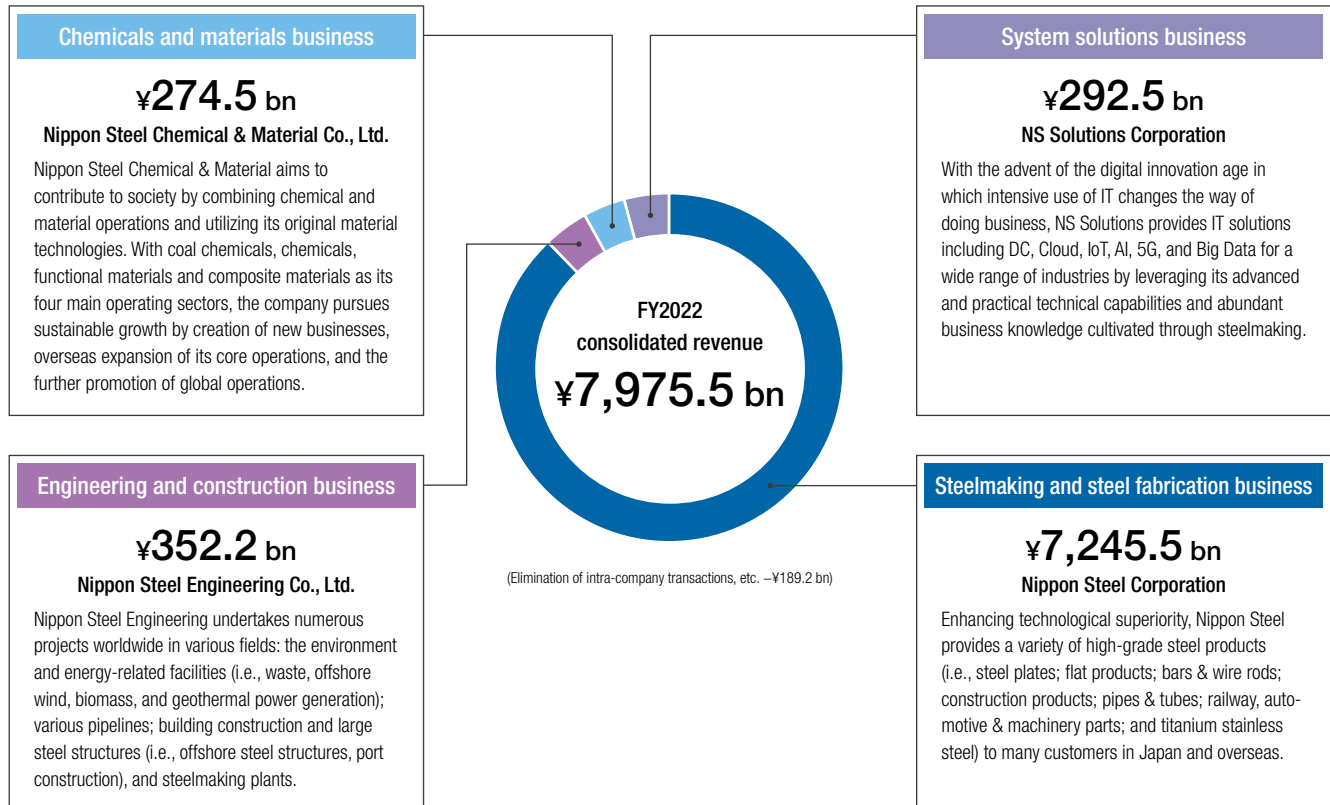 Chemicals and materials business
¥274.5 bn
Nippon Steel Chemical & Material Co., Ltd.
Nippon Steel Chemical & Material aims to
contribute to society by combining chemical and
material operations and utilizing its original material
technologies. With coal chemicals, chemicals,
functional materials and composite materials as its
four main operating sectors, the company pursues
sustainable growth by creation of new businesses,
overseas expansion of its core operations, and the
further promotion of global operations.
System solutions business
¥292.5 bn
NS Solutions Corporation
With the advent of the digital innovation age in
which intensive use of IT changes the way of
doing business, NS Solutions provides IT solutions
including DC, Cloud, IoT, AI, 5G, and Big Data for a
wide range of industries by leveraging its advanced
and practical technical capabilities and abundant
business knowledge cultivated through steelmaking.
FY2022
consolidated revenue
¥7,975.5 bn
(Elimination of intra-company transactions, etc. –¥189.2 bn)
Engineering and construction business
¥352.2 bn
Nippon Steel Engineering Co., Ltd.
Nippon Steel Engineering undertakes numerous
projects worldwide in various fields: the environment
and energy-related facilities (i.e., waste, offshore
wind, biomass, and geothermal power generation);
various pipelines; building construction and large
steel structures (i.e., offshore steel structures, port
construction), and steelmaking plants.
Steelmaking and steel fabrication business
¥7,245.5 bn
Nippon Steel Corporation
Enhancing technological superiority, Nippon Steel
provides a variety of high-grade steel products
(i.e., steel plates; flat products; bars & wire rods;
construction products; pipes & tubes; railway, auto-
motive & machinery parts; and titanium stainless
steel) to many customers in Japan and overseas.